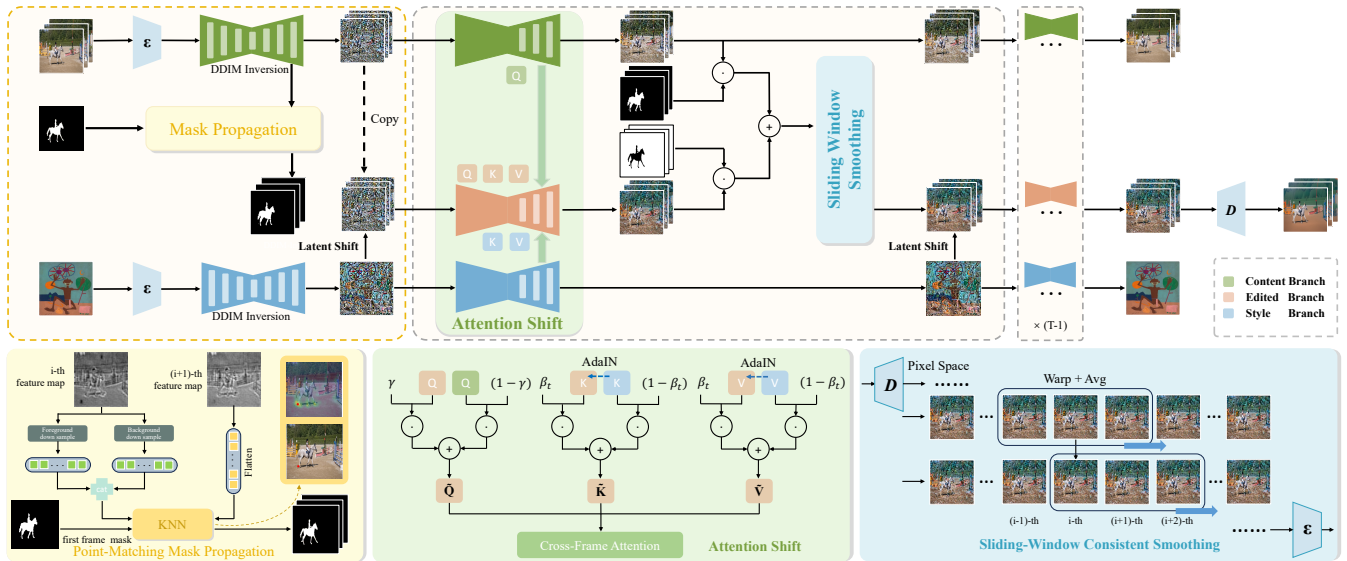 ε
DDIM Inversion
Mask Propagation
Copy
Latent Shift
ε
DDIM Inversion
Q
Q K V
K V
Attention Shift
·
+
·
Sliding Window
Smoothing
Latent Shift
...
...
...
× (T-1)
D
Content Branch
Edited Branch
Style Branch
i-th
feature map
(i+1)-th
feature map
Foreground
down sample
Background
down sample
Flatten
cat
KNN
first frame mask
Point-Matching Mask Propagation
AdaIN
AdaIN
γ Q Q (1 − γ) β_t K K (1 − β_t) β_t V V (1 − β_t)
· · · · · ·
+ + +
Q̃ K̃ Ṽ
Cross-Frame Attention
Attention Shift
D
Pixel Space
......
Warp + Avg
... ...
... ...
(i-1)-th i-th (i+1)-th (i+2)-th
......
ε
Sliding-Window Consistent Smoothing